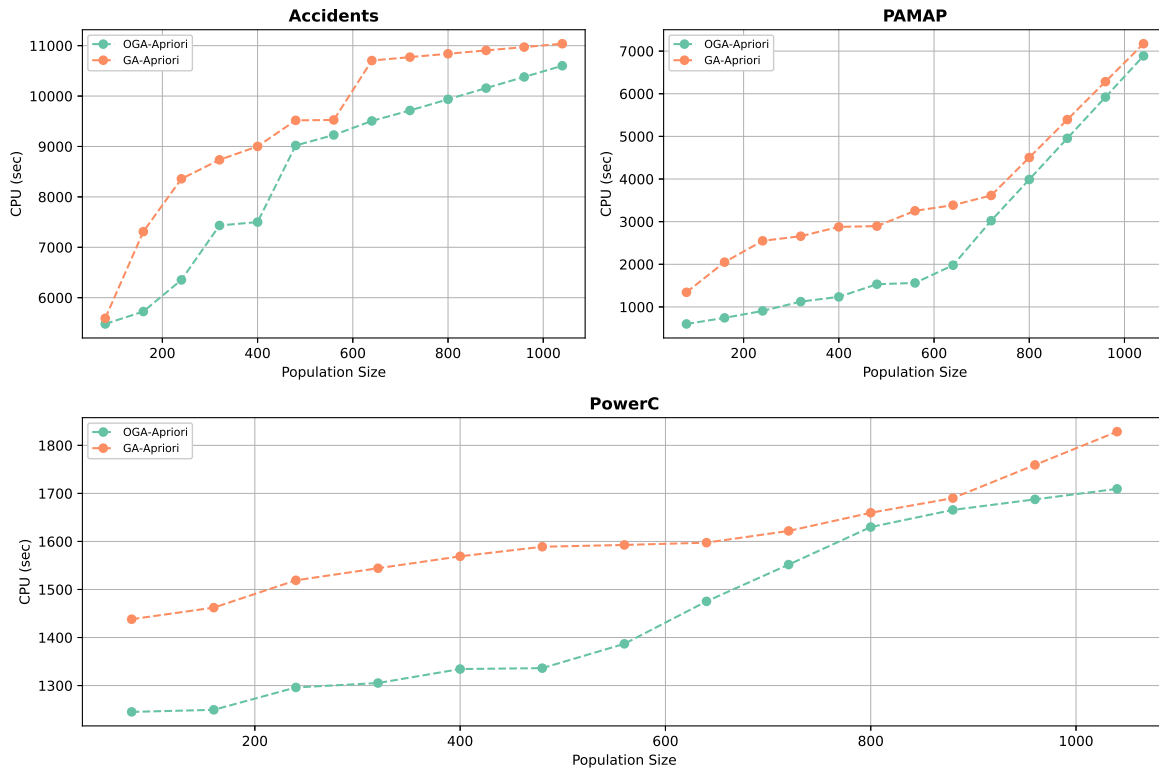 Accidents
OGA-Apriori
GA-Apriori
11000
10000
9000
8000
7000
6000
CPU (sec)
200 400 600 800 1000
Population Size
PAMAP
OGA-Apriori
GA-Apriori
7000
6000
5000
4000
3000
2000
1000
CPU (sec)
200 400 600 800 1000
Population Size
PowerC
OGA-Apriori
GA-Apriori
1800
1700
1600
1500
1400
1300
CPU (sec)
200 400 600 800 1000
Population Size